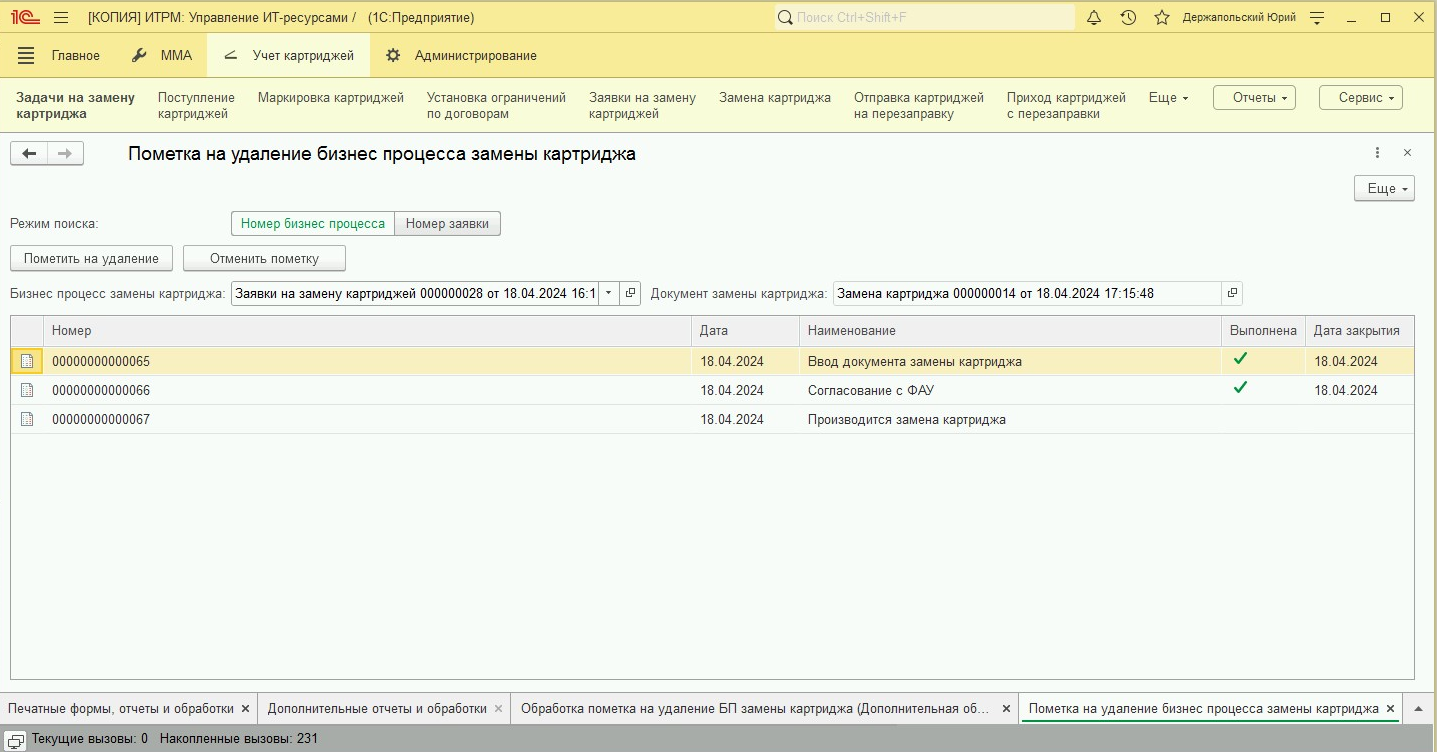 [КОПИЯ] ИТРМ: Управление ИТ-ресурсами / (1С:Предприятие)
Поиск Ctrl+Shift+F
Держапольский Юрий
Главное
ММА
Учет картриджей
Администрирование
Задачи на замену картриджа
Поступление картриджей
Маркировка картриджей
Установка ограничений по договорам
Заявки на замену картриджей
Замена картриджа
Отправка картриджей на перезаправку
Приход картриджей с перезаправки
Еще
Отчеты
Сервис
Пометка на удаление бизнес процесса замены картриджа
Еще
Режим поиска: Номер бизнес процесса Номер заявки
Пометить на удаление Отменить пометку
Бизнес процесс замены картриджа: Заявки на замену картриджей 000000028 от 18.04.2024 16:1 Документ замены картриджа: Замена картриджа 000000014 от 18.04.2024 17:15:48
Номер Дата Наименование Выполнена Дата закрытия
00000000000065 18.04.2024 Ввод документа замены картриджа 18.04.2024
00000000000066 18.04.2024 Согласование с ФАУ 18.04.2024
00000000000067 18.04.2024 Производится замена картриджа
Печатные формы, отчеты и обработки
Дополнительные отчеты и обработки
Обработка пометка на удаление БП замены картриджа (Дополнительная об...
Пометка на удаление бизнес процесса замены картриджа
Текущие вызовы: 0 Накопленные вызовы: 231